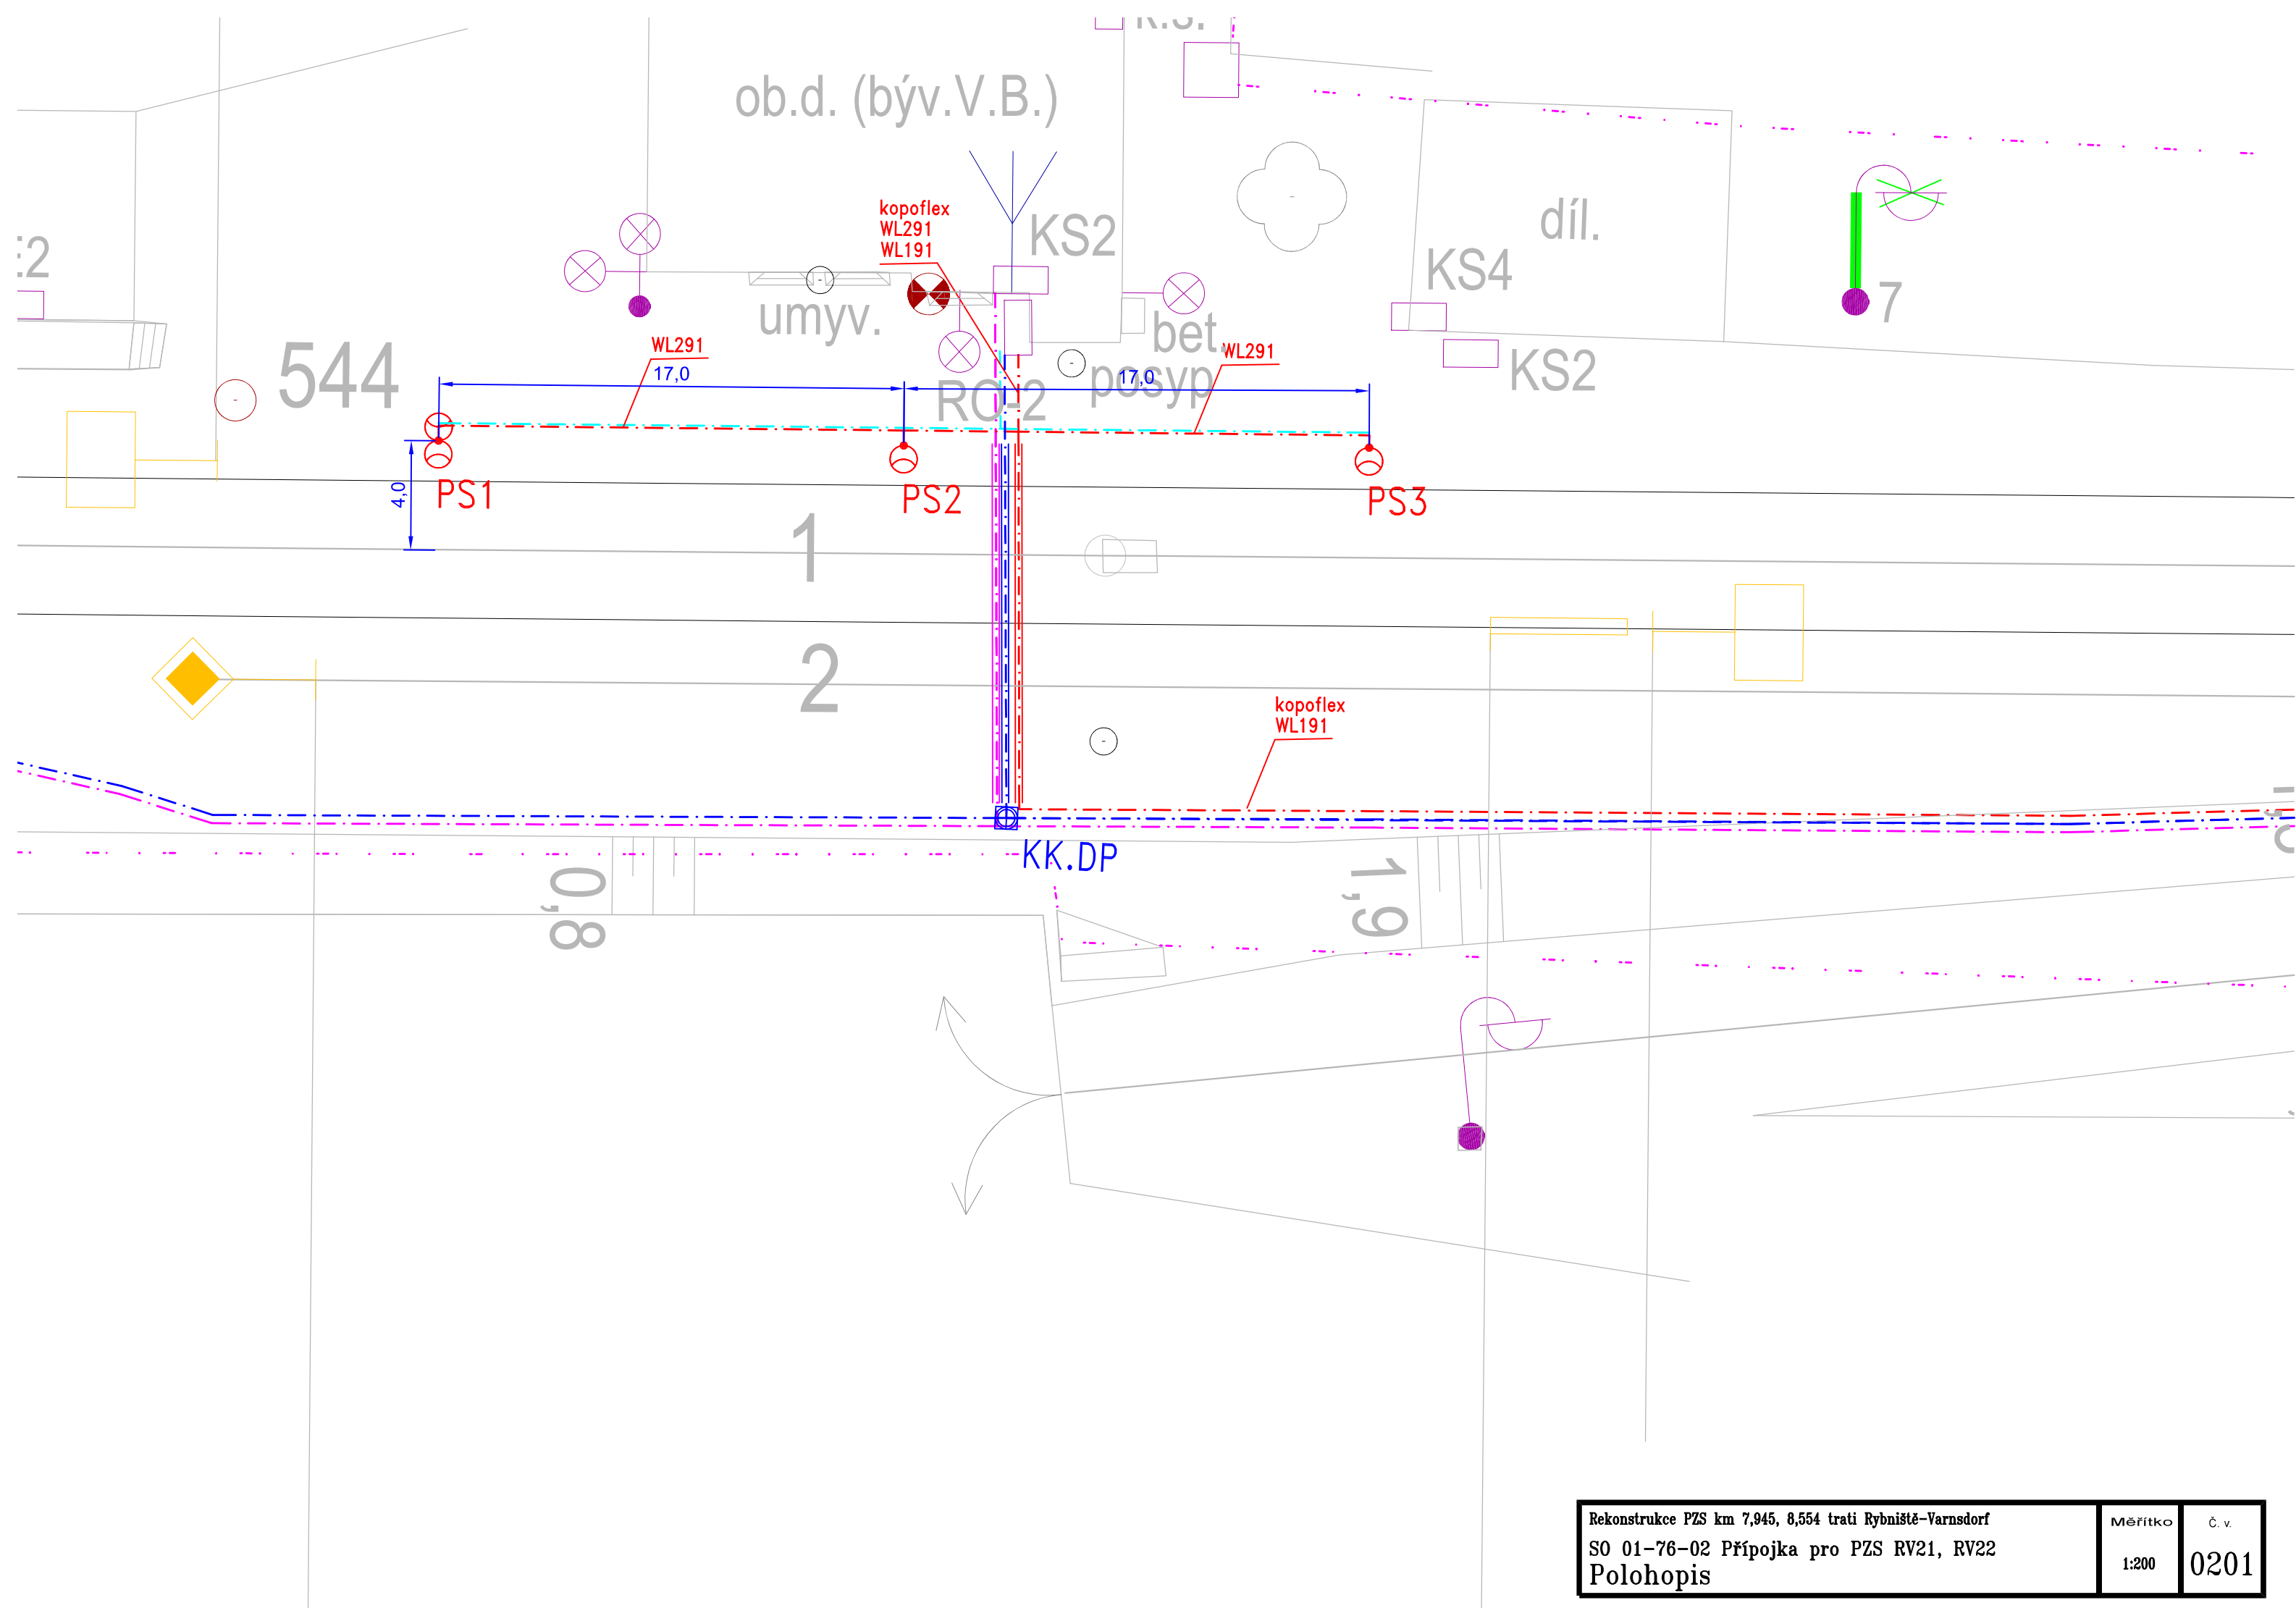 ob.d. (býv.V.B.)
kopoflex
WL291
WL191
KS2
díl.
KS4
7
umyv.
bet.
posyp
544
WL291
17,0
WL291
17,0
KS2
RO-2
4,0
PS1
PS2
PS3
1
2
kopoflex
WL191
KK.DP
0,8
1,9
Rekonstrukce PZS km 7,945, 8,554 trati Rybniště-Varnsdorf
SO 01-76-02 Přípojka pro PZS RV21, RV22
Polohopis
Měřítko
1:200
Č. v.
0201